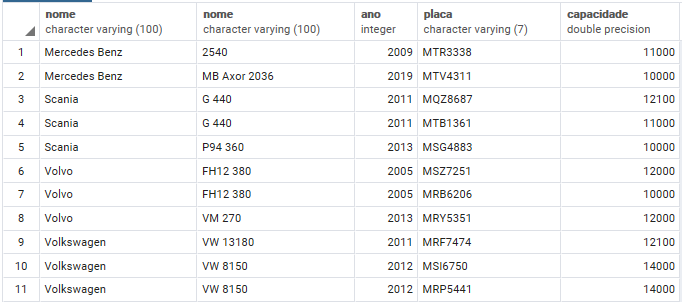 nome nome ano placa capacidade
character varying (100) character varying (100) integer character varying (7) double precision
1 Mercedes Benz 2540 2009 MTR3338 11000
2 Mercedes Benz MB Axor 2036 2019 MTV4311 10000
3 Scania G 440 2011 MQZ8687 12100
4 Scania G 440 2011 MTB1361 11000
5 Scania P94 360 2013 MSG4883 10000
6 Volvo FH12 380 2005 MSZ7251 12000
7 Volvo FH12 380 2005 MRB6206 10000
8 Volvo VM 270 2013 MRY5351 12000
9 Volkswagen VW 13180 2011 MRF7474 12100
10 Volkswagen VW 8150 2012 MSI6750 14000
11 Volkswagen VW 8150 2012 MRP5441 14000